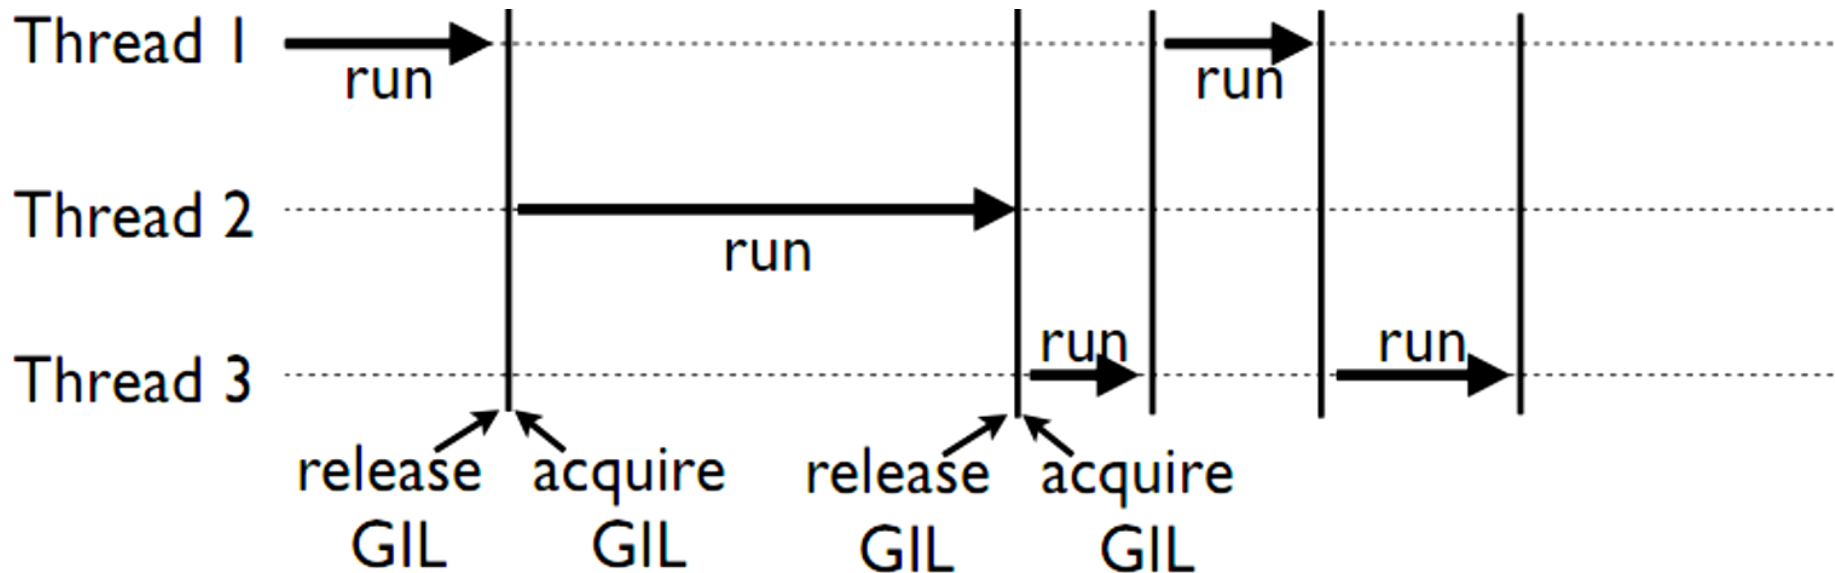 Thread 1
run
run
Thread 2
run
run
run
Thread 3
release
GIL
acquire
GIL
release
GIL
acquire
GIL